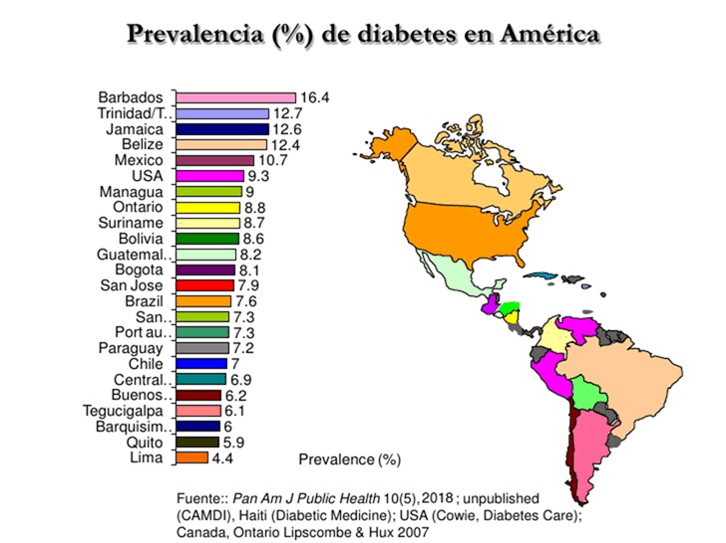 Prevalencia (%) de diabetes en América
Barbados 16.4
Trinidad/T.. 12.7
Jamaica 12.6
Belize 12.4
Mexico 10.7
USA 9.3
Managua 9
Ontario 8.8
Suriname 8.7
Bolivia 8.6
Guatemal.. 8.2
Bogota 8.1
San Jose 7.9
Brazil 7.6
San.. 7.3
Port au.. 7.3
Paraguay 7.2
Chile 7
Central.. 6.9
Buenos.. 6.2
Tegucigalpa 6.1
Barquisim.. 6
Quito 5.9
Lima 4.4
Prevalence (%)
Fuente:: Pan Am J Public Health 10(5), 2018 ; unpublished
(CAMDI), Haiti (Diabetic Medicine); USA (Cowie, Diabetes Care);
Canada, Ontario Lipscombe & Hux 2007